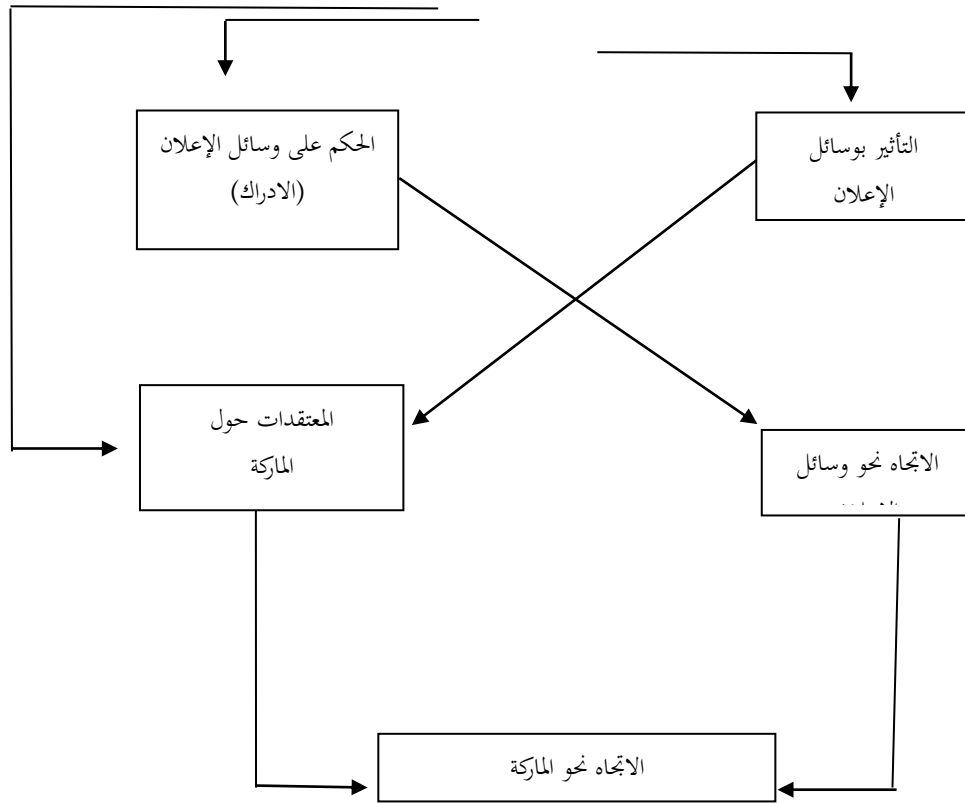 التأثير بوسائل
الإعلان
الحكم على وسائل الإعلان
(الادراك)
الاتجاه نحو وسائل
المعتقدات حول
الماركة
الاتجاه نحو الماركة